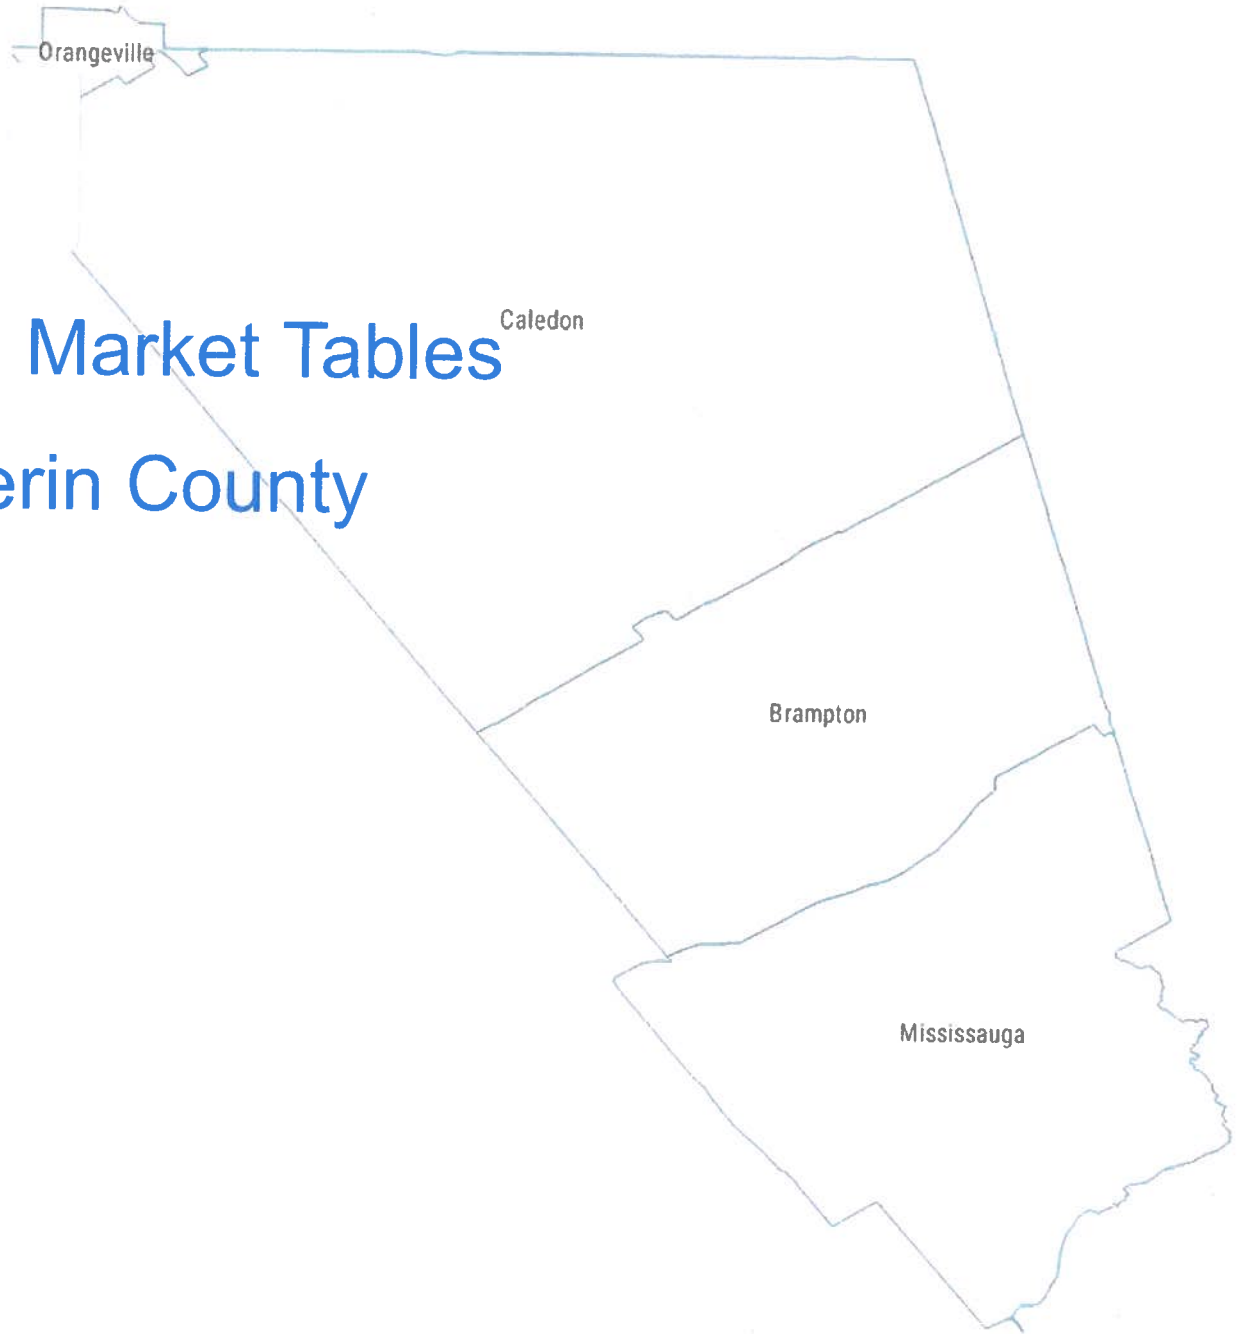 Orangeville
Caledon
Market Tables
erin County
Brampton
Mississauga